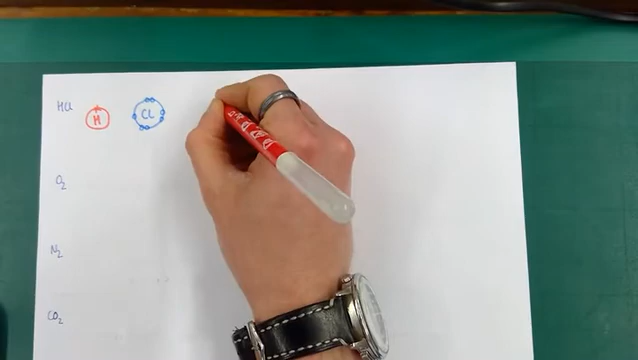 HCl H Cl
O₂
N₂
CO₂